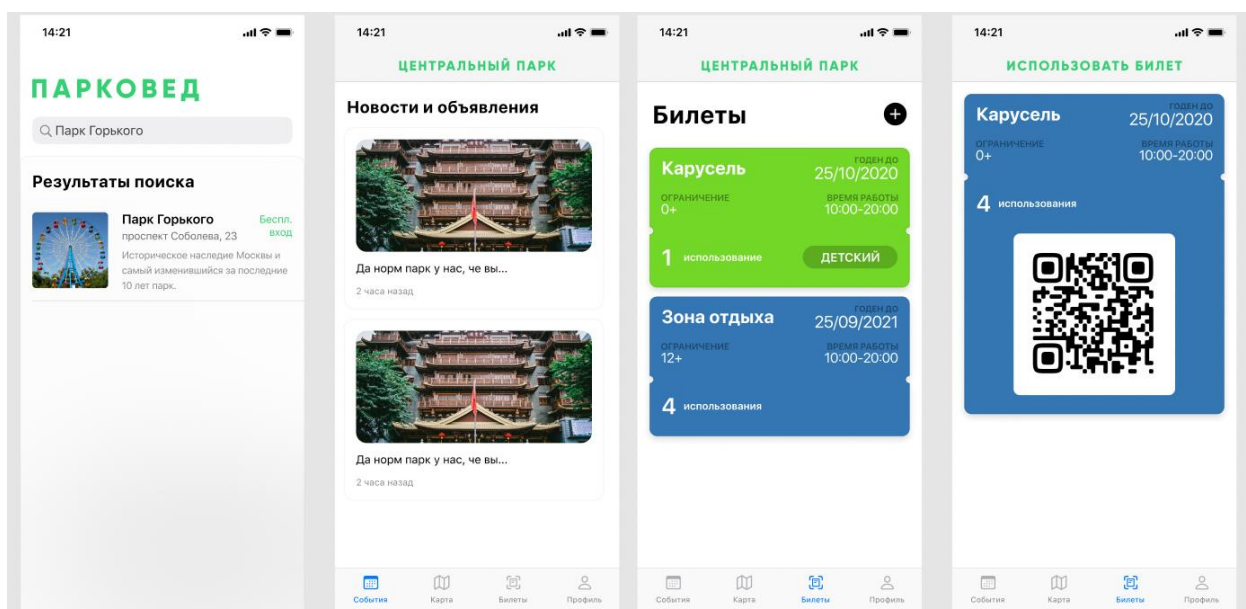 14:21
ПАРКОВЕД
Парк Горького
Результаты поиска
Парк Горького
Беспл.
вход
проспект Соболева, 23
Историческое наследие Москвы и
самый изменившийся за последние
10 лет парк.
14:21
ЦЕНТРАЛЬНЫЙ ПАРК
Новости и объявления
Да норм парк у нас, че вы...
2 часа назад
Да норм парк у нас, че вы...
2 часа назад
События
Карта
Билеты
Профиль
14:21
ЦЕНТРАЛЬНЫЙ ПАРК
Билеты
Карусель
ГОДЕН ДО
25/10/2020
ОГРАНИЧЕНИЕ
0+
ВРЕМЯ РАБОТЫ
10:00-20:00
1 использование
ДЕТСКИЙ
Зона отдыха
ГОДЕН ДО
25/09/2021
ОГРАНИЧЕНИЕ
12+
ВРЕМЯ РАБОТЫ
10:00-20:00
4 использования
События
Карта
Билеты
Профиль
14:21
ИСПОЛЬЗОВАТЬ БИЛЕТ
Карусель
ГОДЕН ДО
25/10/2020
ОГРАНИЧЕНИЕ
0+
ВРЕМЯ РАБОТЫ
10:00-20:00
4 использования
События
Карта
Билеты
Профиль